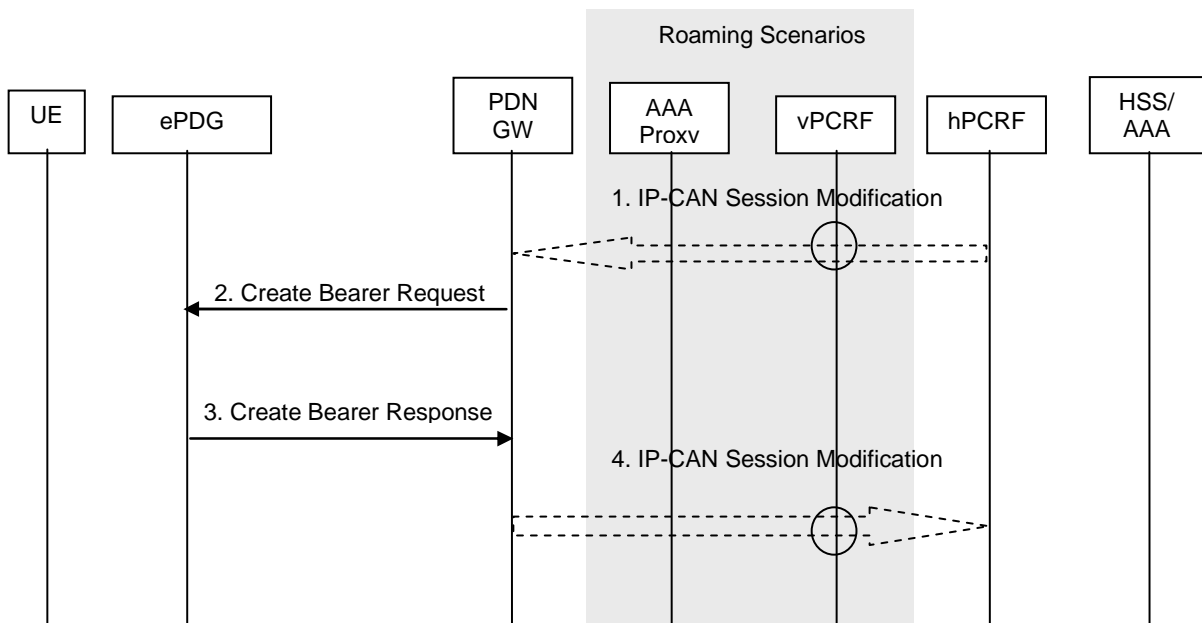 Roaming Scenarios
UE
ePDG
PDN
GW
AAA
Proxv
vPCRF
hPCRF
HSS/
AAA
1. IP-CAN Session Modification
2. Create Bearer Request
3. Create Bearer Response
4. IP-CAN Session Modification